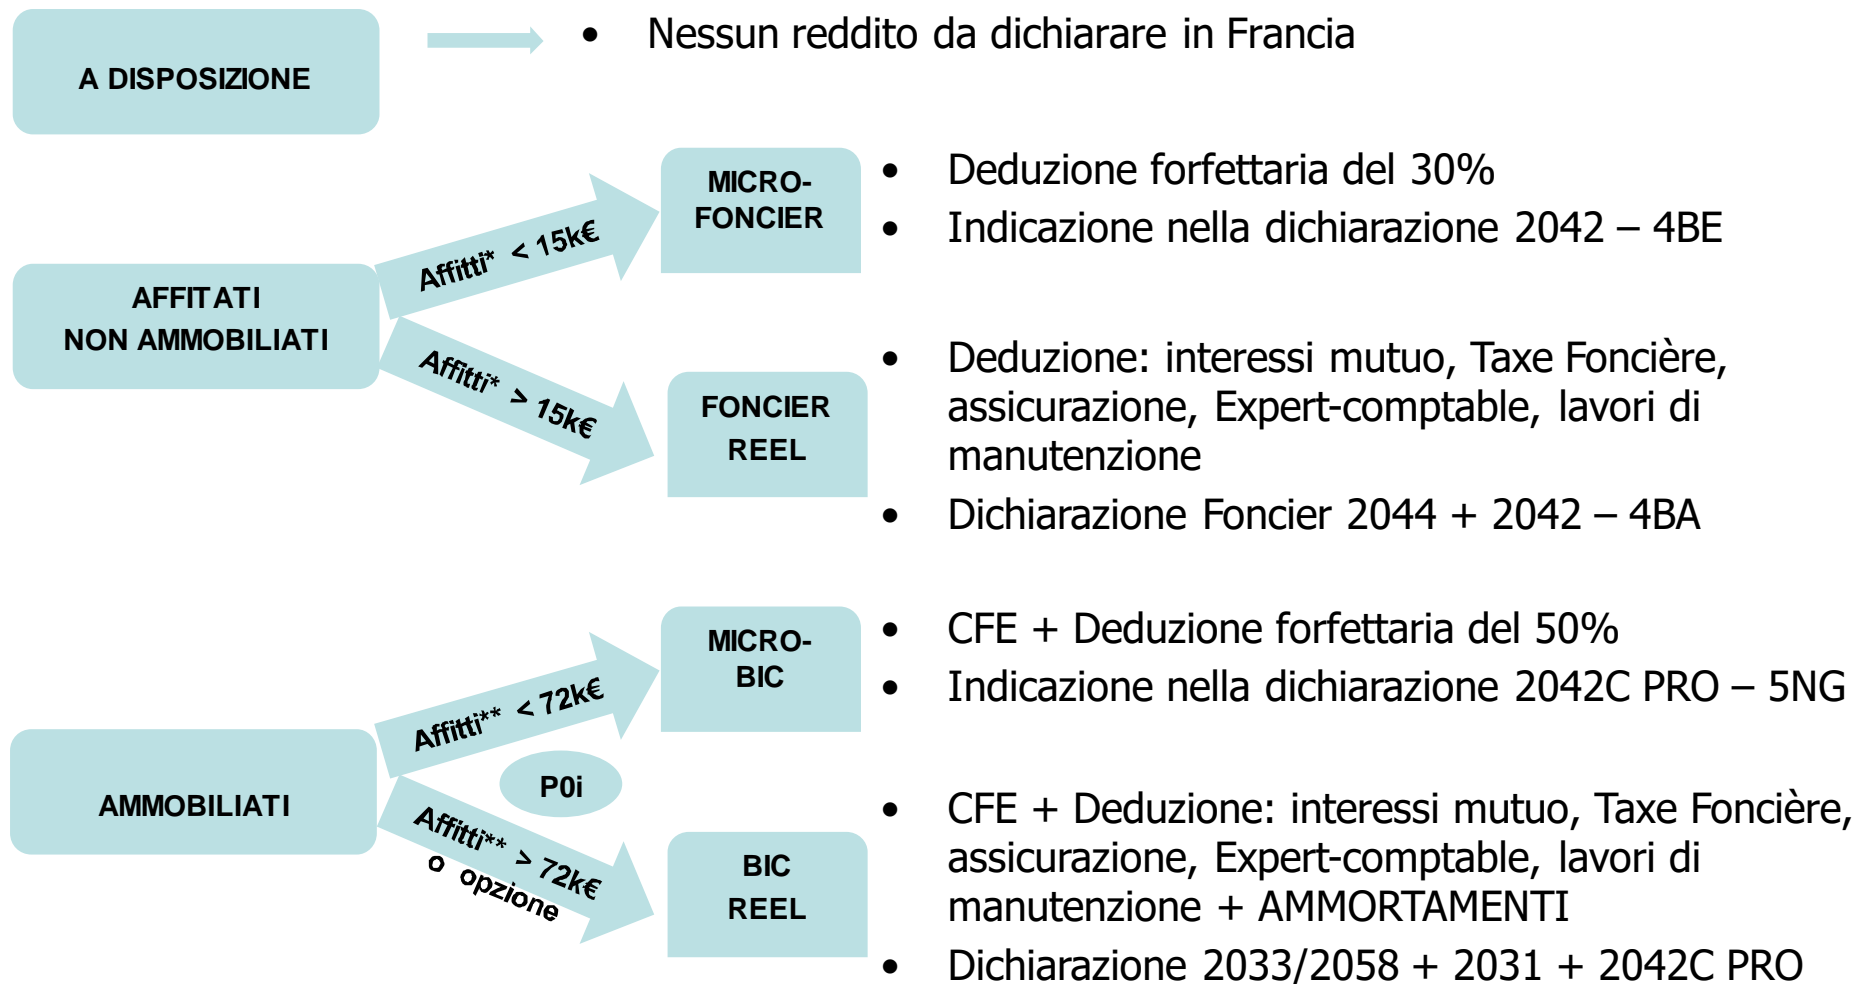 A DISPOSIZIONE
• Nessun reddito da dichiarare in Francia
AFFITATI
NON AMMOBILIATI
Affitti* < 15k€
MICRO-
FONCIER
• Deduzione forfettaria del 30%
• Indicazione nella dichiarazione 2042 – 4BE
Affitti* > 15k€
FONCIER
REEL
• Deduzione: interessi mutuo, Taxe Foncière,
assicurazione, Expert-comptable, lavori di
manutenzione
• Dichiarazione Foncier 2044 + 2042 – 4BA
AMMOBILIATI
Affitti** < 72k€
P0i
MICRO-
BIC
• CFE + Deduzione forfettaria del 50%
• Indicazione nella dichiarazione 2042C PRO – 5NG
Affitti** > 72k€
o opzione
BIC
REEL
• CFE + Deduzione: interessi mutuo, Taxe Foncière,
assicurazione, Expert-comptable, lavori di
manutenzione + AMMORTAMENTI
• Dichiarazione 2033/2058 + 2031 + 2042C PRO